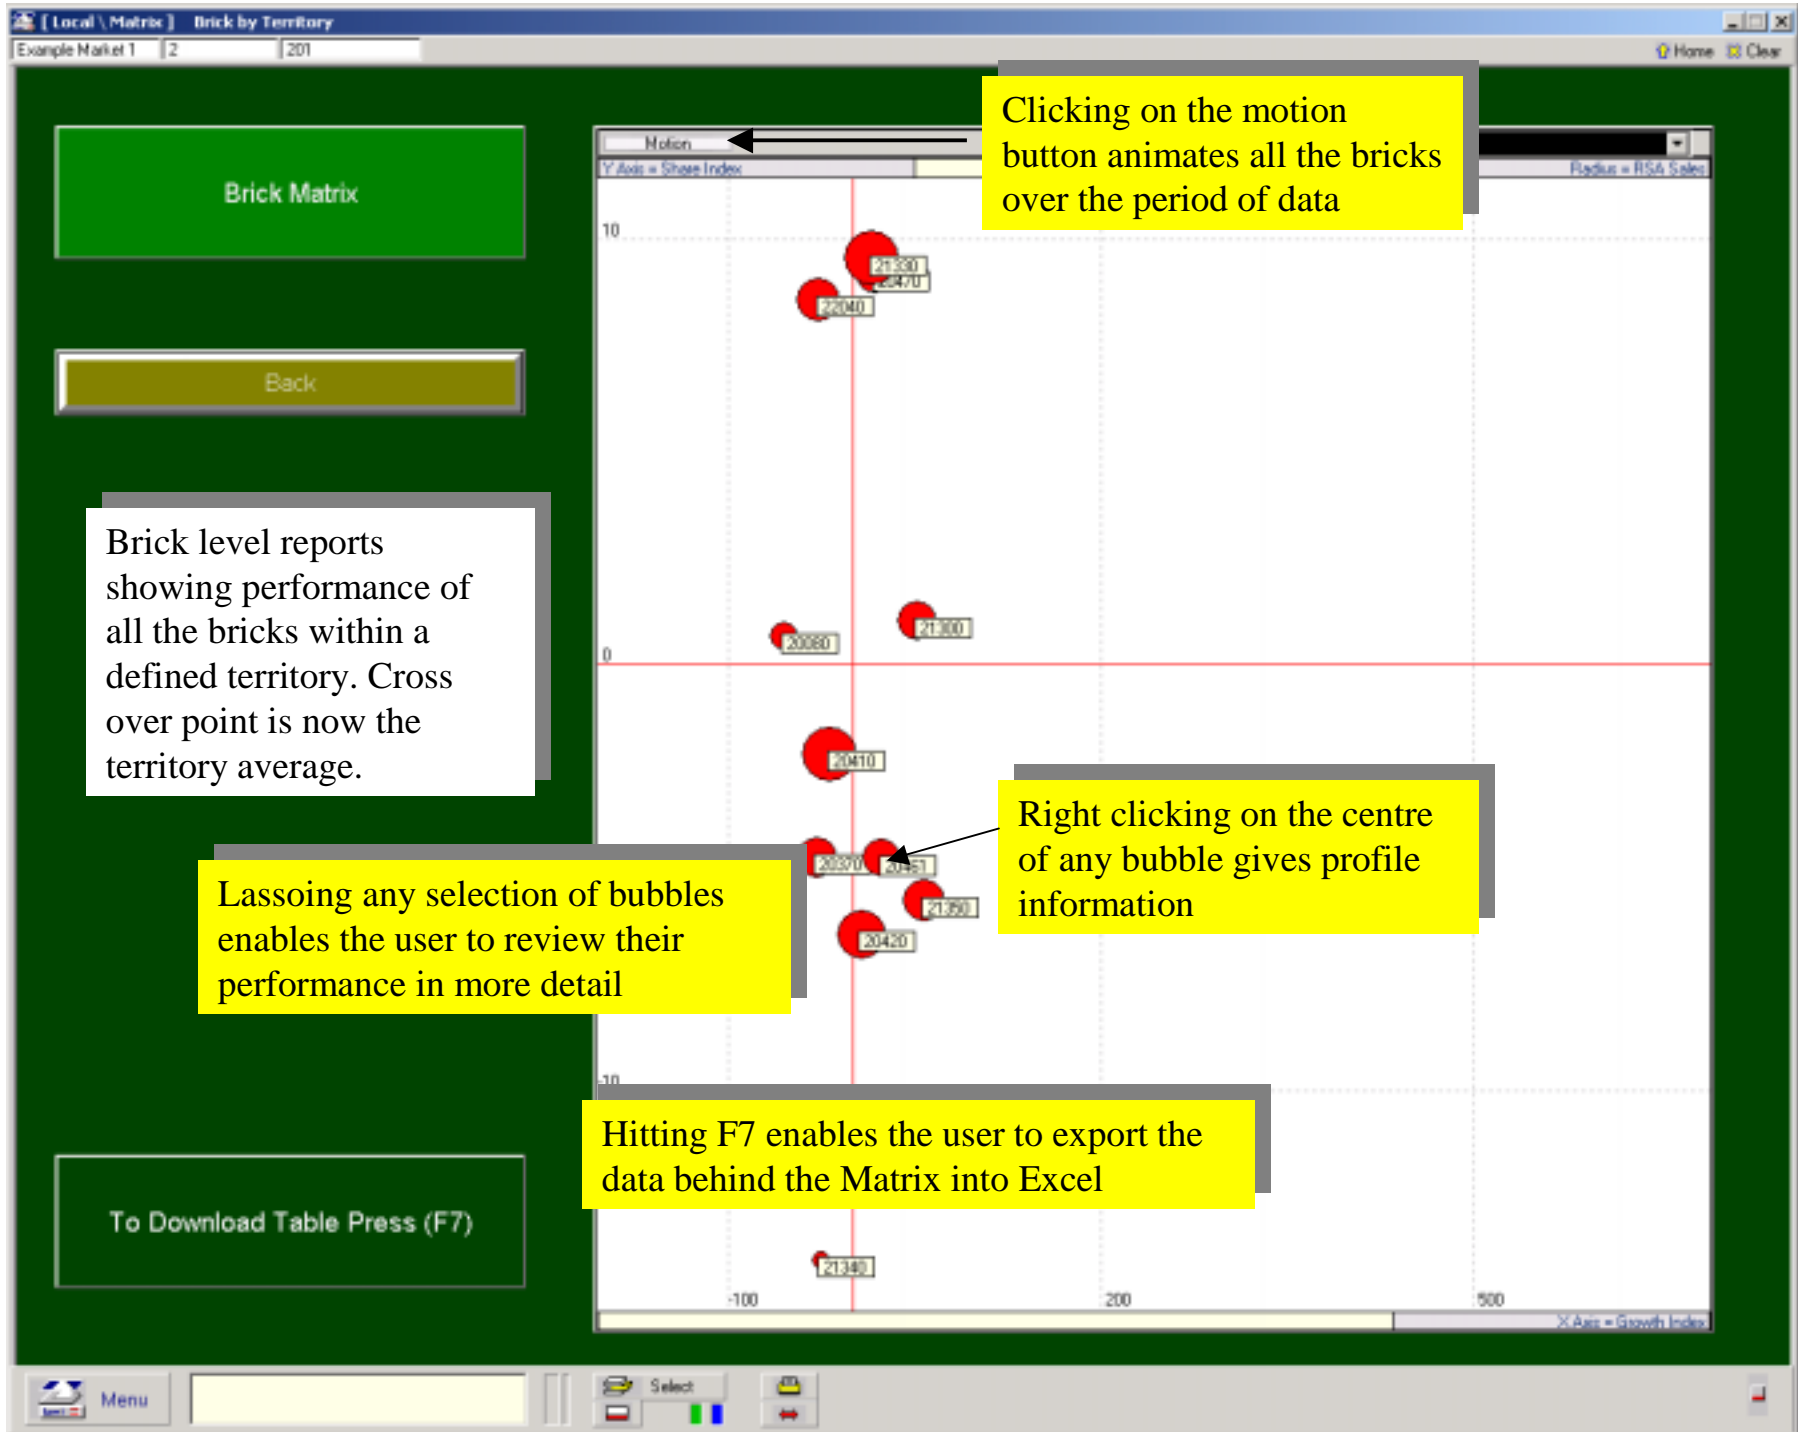 [ Local \ Matrix ] Brick by Territory
Example Market 1 2 201
Home Clear
Clicking on the motion
button animates all the bricks
over the period of data
Motion
Y Axis = Share Index
Radius = RSA Sales
Brick Matrix
10
21330
20470
22040
Back
Brick level reports
showing performance of
all the bricks within a
defined territory. Cross
over point is now the
territory average.
21300
20080
0
20410
Right clicking on the centre
of any bubble gives profile
information
20370
20461
21350
20420
Lassoing any selection of bubbles
enables the user to review their
performance in more detail
-10
Hitting F7 enables the user to export the
data behind the Matrix into Excel
To Download Table Press (F7)
21340
-100
200
500
X Axis = Growth Index
Menu
Select